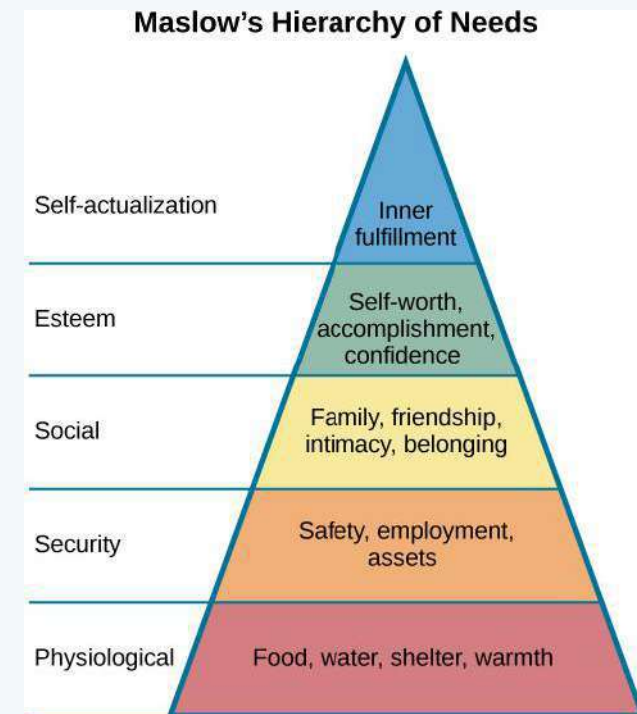 Maslow's Hierarchy of Needs
Self-actualization
Inner
fulfillment
Esteem
Self-worth,
accomplishment,
confidence
Social
Family, friendship,
intimacy, belonging
Security
Safety, employment,
assets
Physiological
Food, water, shelter, warmth